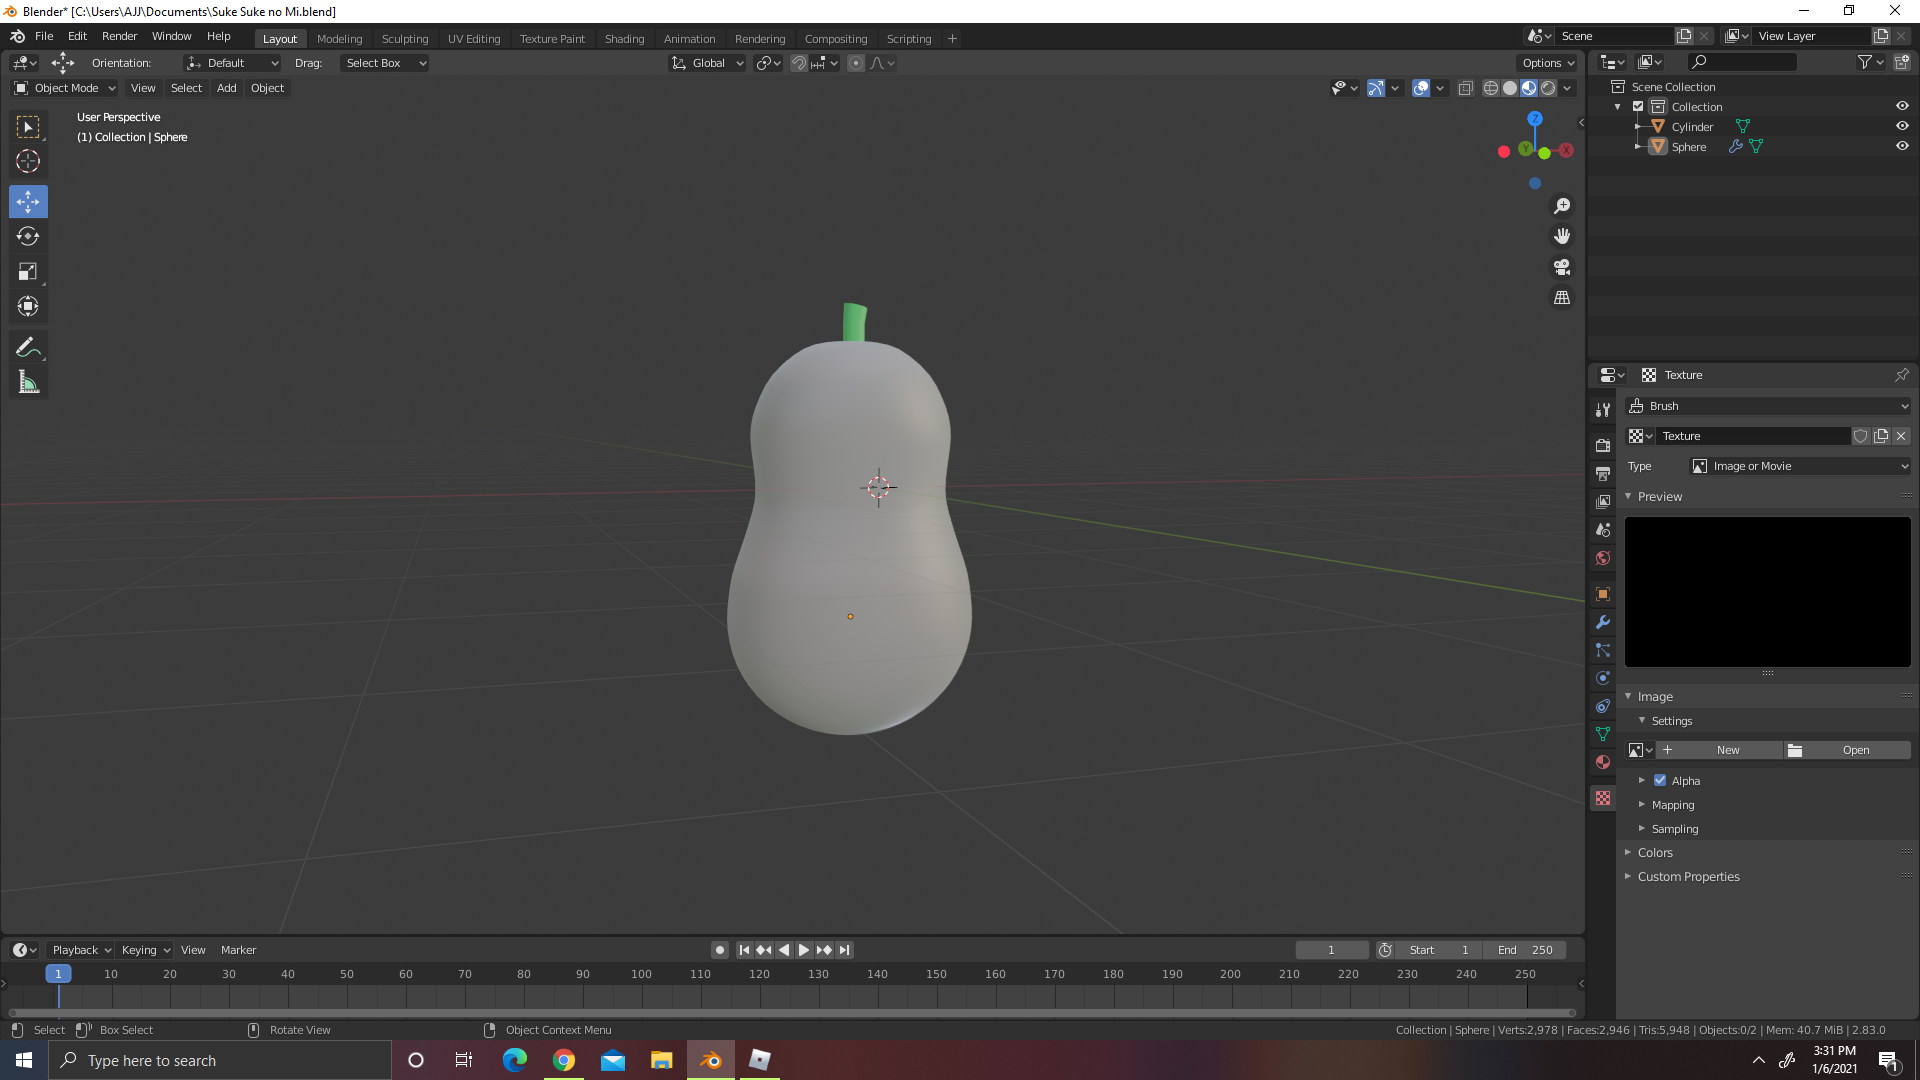 Blender* [C:\Users\AJJ\Documents\Suke Suke no Mi.blend]
File Edit Render Window Help Layout Modeling Sculpting UV Editing Texture Paint Shading Animation Rendering Compositing Scripting + Scene View Layer
Orientation: Default Drag: Select Box Global Options
Object Mode View Select Add Object
User Perspective
(1) Collection | Sphere
Z
Y
X
Scene Collection
Collection
Cylinder
Sphere
Texture
Brush
Texture
Type Image or Movie
Preview
Image
Settings
+ New Open
Alpha
Mapping
Sampling
Colors
Custom Properties
Playback Keying View Marker 1 Start 1 End 250
1 10 20 30 40 50 60 70 80 90 100 110 120 130 140 150 160 170 180 190 200 210 220 230 240 250
Select Box Select Rotate View Object Context Menu Collection | Sphere | Verts:2,978 | Faces:2,946 | Tris:5,948 | Objects:0/2 | Mem: 40.7 MiB | 2.83.0
Type here to search
3:31 PM
1/6/2021
1